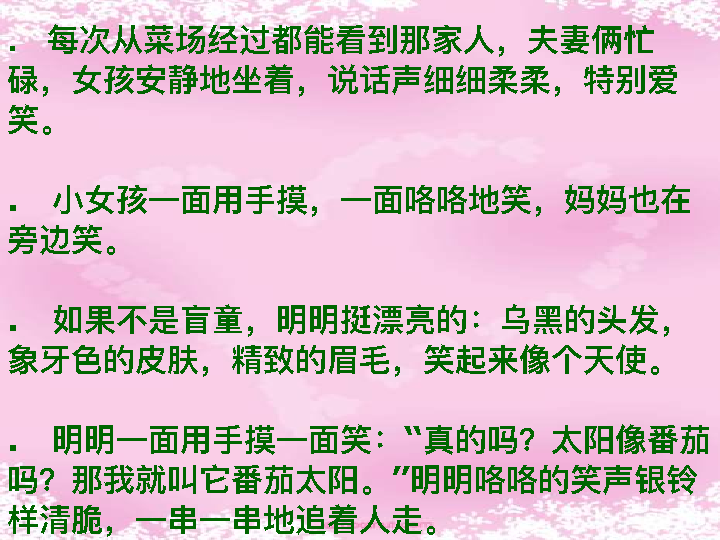 ． 每次从菜场经过都能看到那家人，夫妻俩忙
碌，女孩安静地坐着，说话声细细柔柔，特别爱
笑。
． 小女孩一面用手摸，一面咯咯地笑，妈妈也在
旁边笑。
． 如果不是盲童，明明挺漂亮的：乌黑的头发，
象牙色的皮肤，精致的眉毛，笑起来像个天使。
． 明明一面用手摸一面笑：“真的吗？太阳像番茄
吗？那我就叫它番茄太阳。”明明咯咯的笑声银铃
样清脆，一串一串地追着人走。